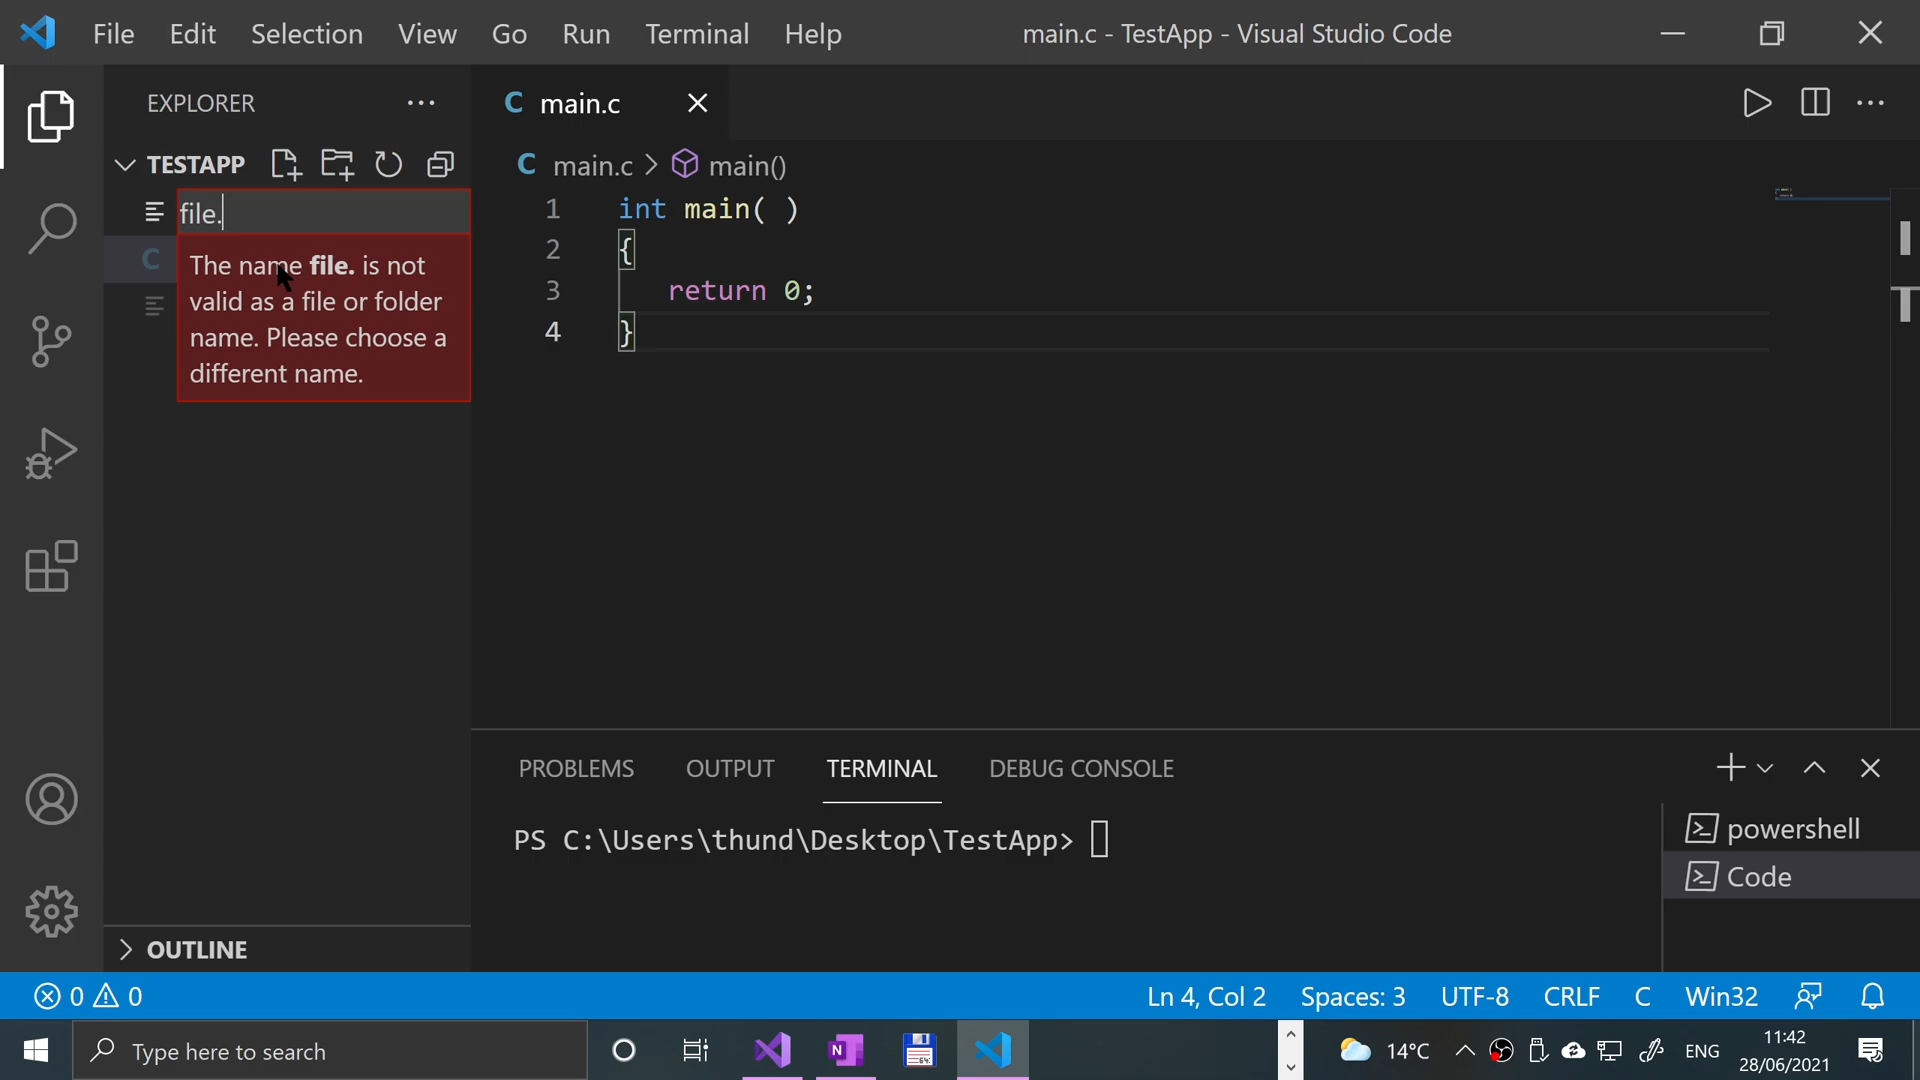 File Edit Selection View Go Run Terminal Help main.c - TestApp - Visual Studio Code
EXPLORER
C main.c
TESTAPP
C main.c > main()
file.
C
The name file. is not
valid as a file or folder
name. Please choose a
different name.
1 int main( )
2 {
3 return 0;
4 }
PROBLEMS OUTPUT TERMINAL DEBUG CONSOLE
PS C:\Users\thund\Desktop\TestApp>
powershell
Code
OUTLINE
0 0 Ln 4, Col 2 Spaces: 3 UTF-8 CRLF C Win32
Type here to search
N
64
14°C
ENG
11:42
28/06/2021